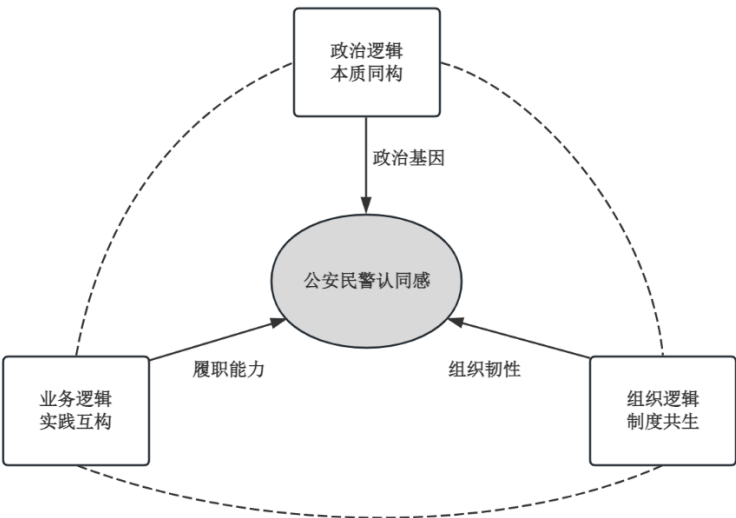 政治逻辑
本质同构
政治基因
公安民警认同感
履职能力
组织韧性
业务逻辑
实践互构
组织逻辑
制度共生